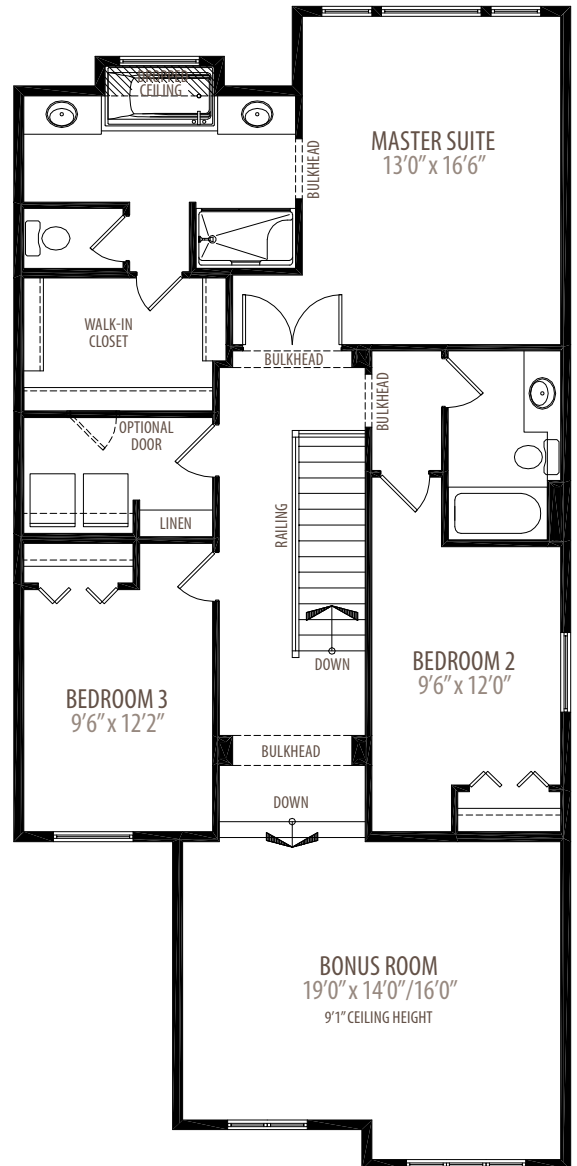 DROPPED
CEILING
MASTER SUITE
13'0" x 16'6"
BULKHEAD
WALK-IN
CLOSET
BULKHEAD
BULKHEAD
OPTIONAL
DOOR
LINEN
RAILING
DOWN
BEDROOM 2
9'6" x 12'0"
BEDROOM 3
9'6" x 12'2"
BULKHEAD
DOWN
BONUS ROOM
19'0" x 14'0"/16'0"
9'1" CEILING HEIGHT